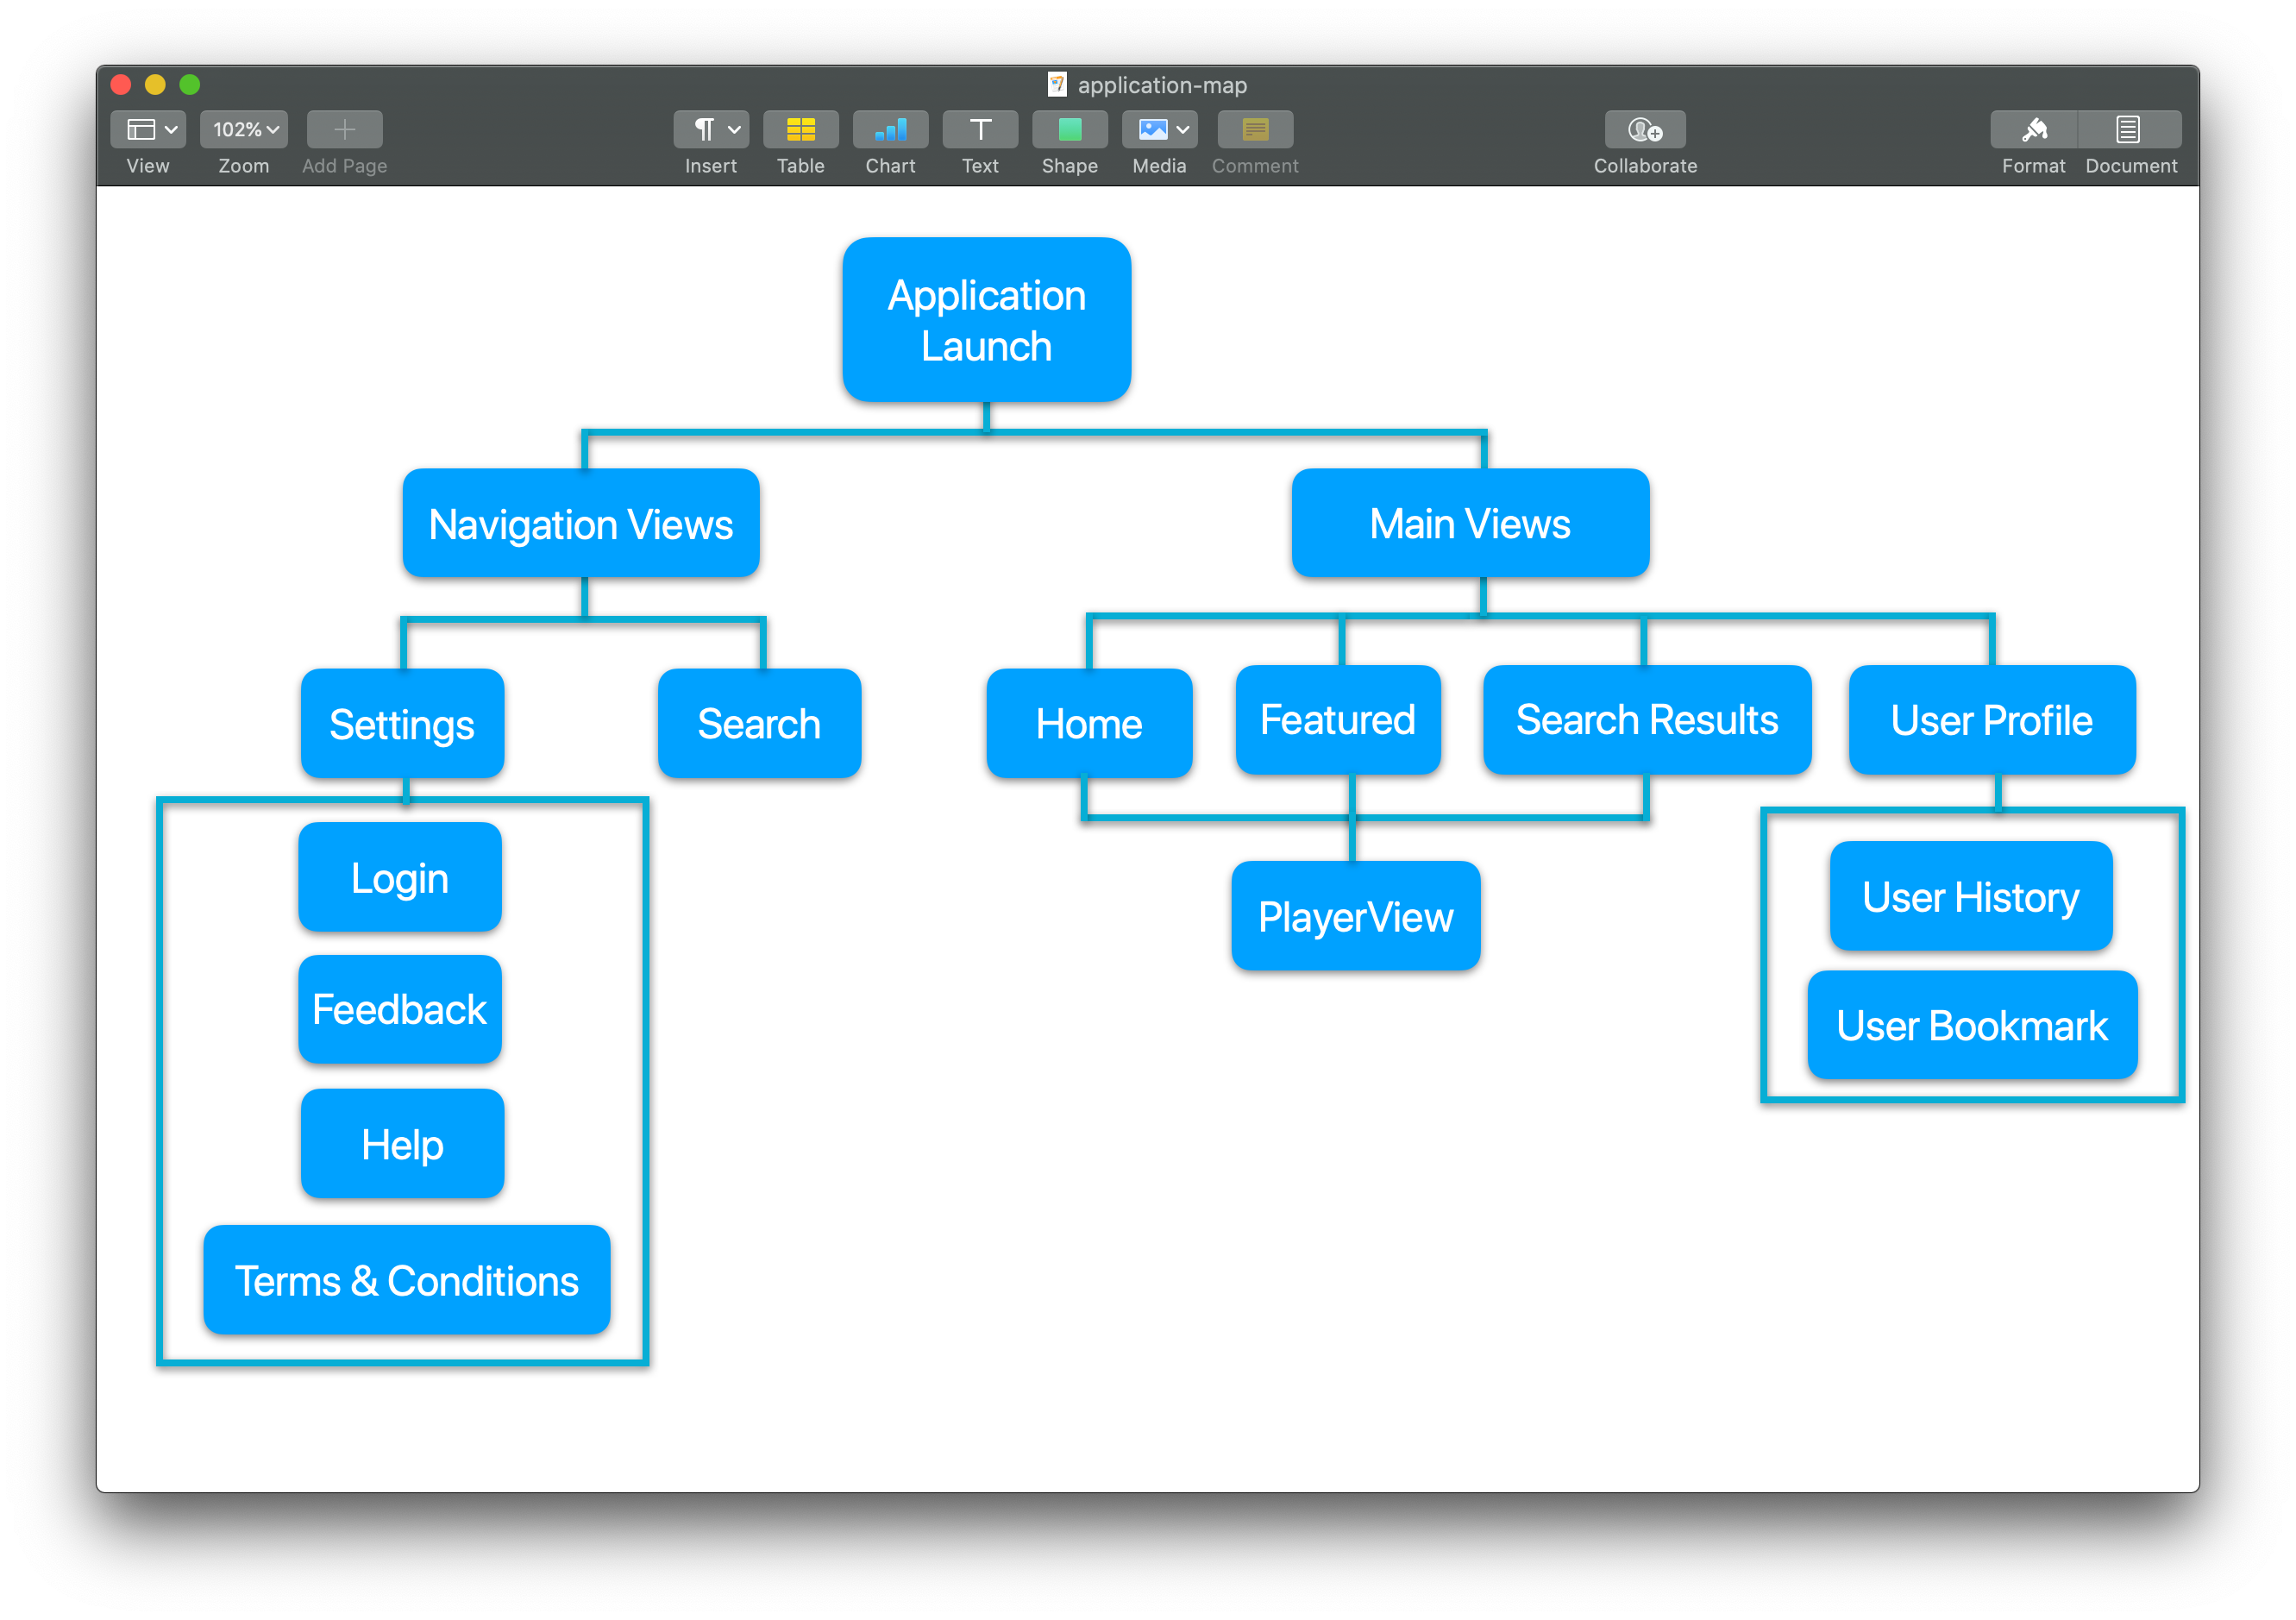 application-map
102%
View
Zoom
Add Page
Insert
Table
Chart
Text
Shape
Media
Comment
Collaborate
Format
Document
Application
Launch
Navigation Views
Main Views
Settings
Search
Home
Featured
Search Results
User Profile
Login
Feedback
Help
Terms & Conditions
PlayerView
User History
User Bookmark